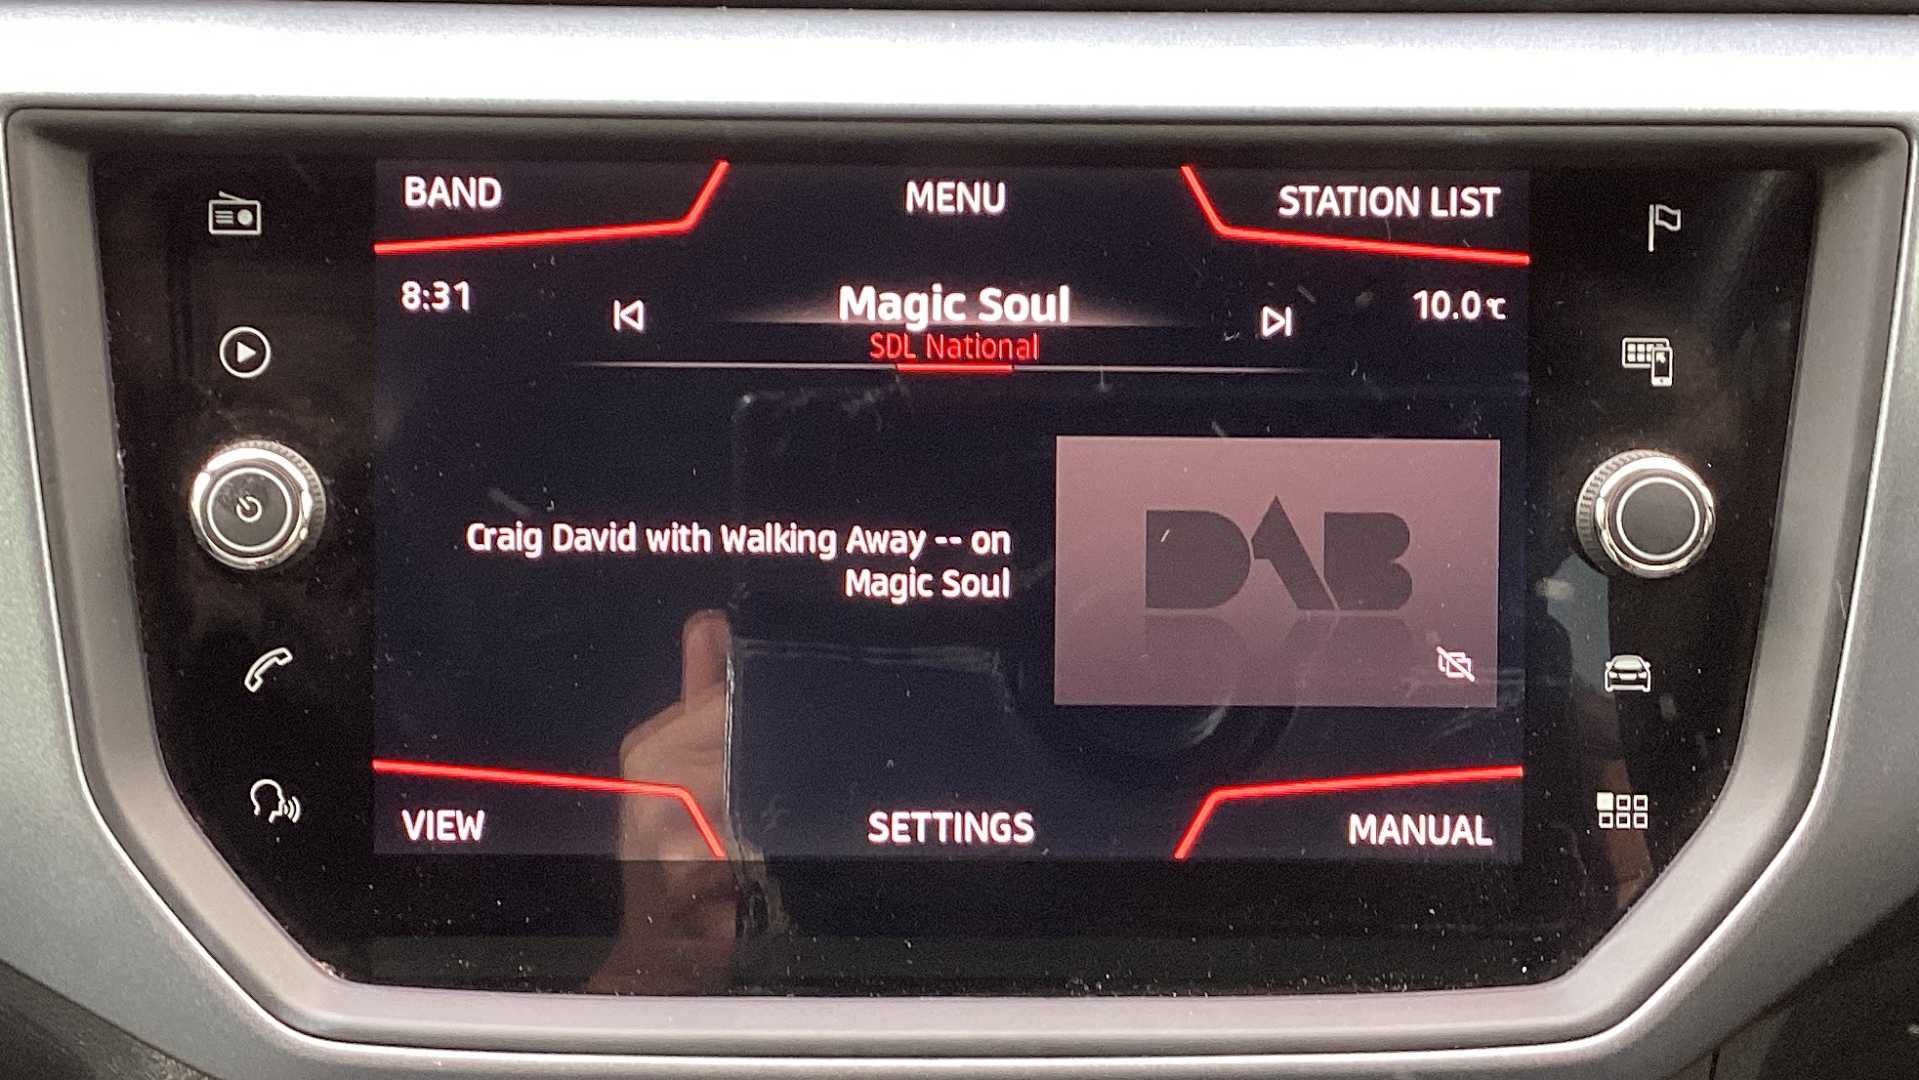 BAND MENU STATION LIST
8:31 Magic Soul 10.0℃
SDL National
Craig David with Walking Away -- on
Magic Soul
DAB
VIEW SETTINGS MANUAL